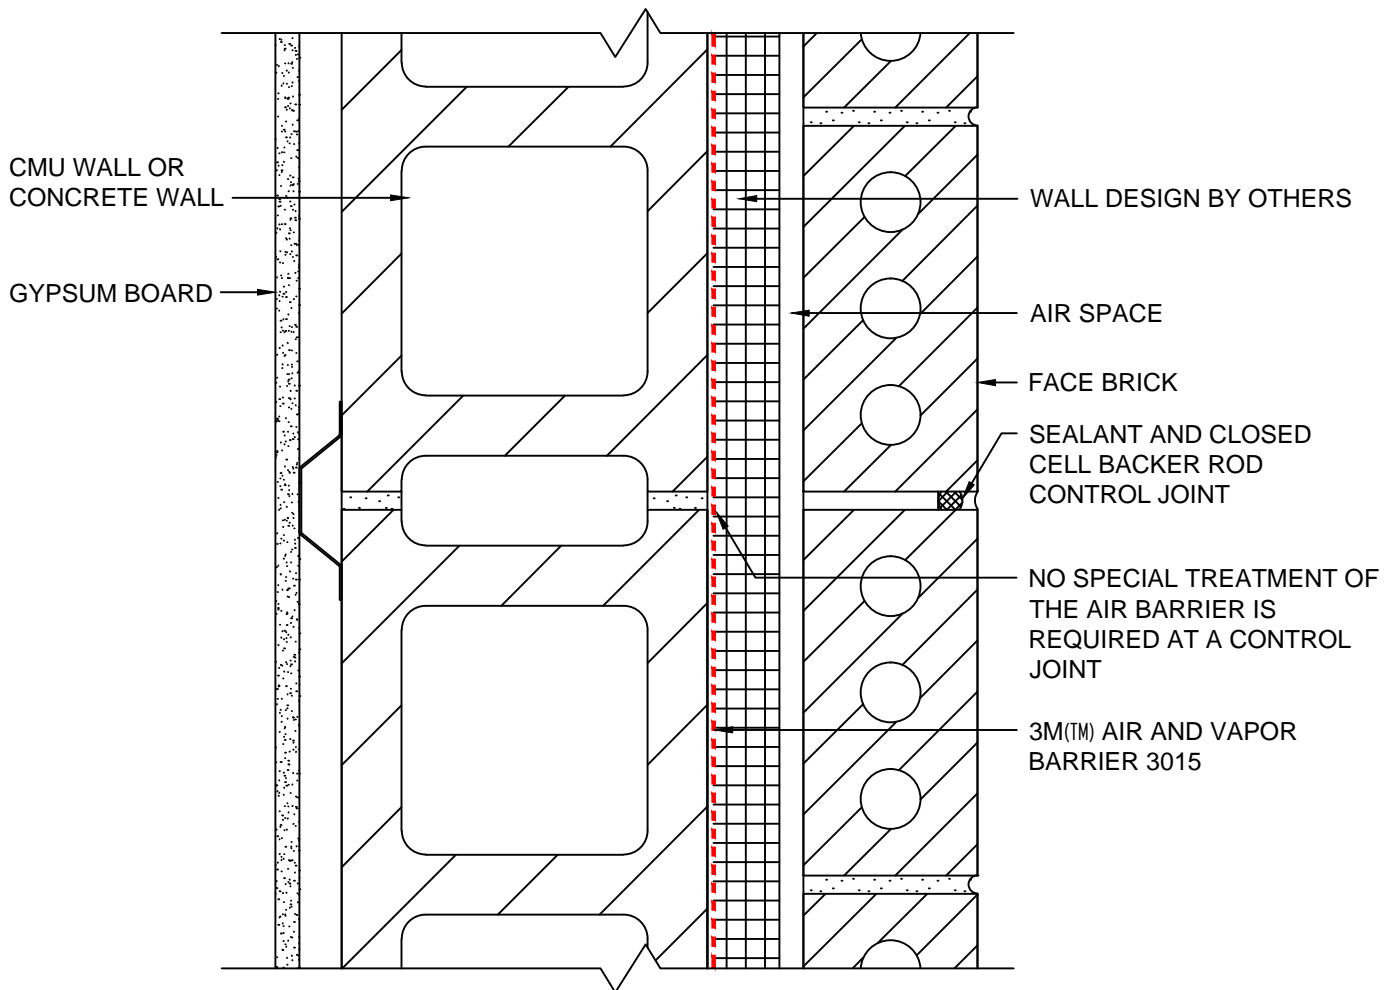 CMU WALL OR
CONCRETE WALL
GYPSUM BOARD
WALL DESIGN BY OTHERS
AIR SPACE
FACE BRICK
SEALANT AND CLOSED
CELL BACKER ROD
CONTROL JOINT
NO SPECIAL TREATMENT OF
THE AIR BARRIER IS
REQUIRED AT A CONTROL
JOINT
3M(TM) AIR AND VAPOR
BARRIER 3015